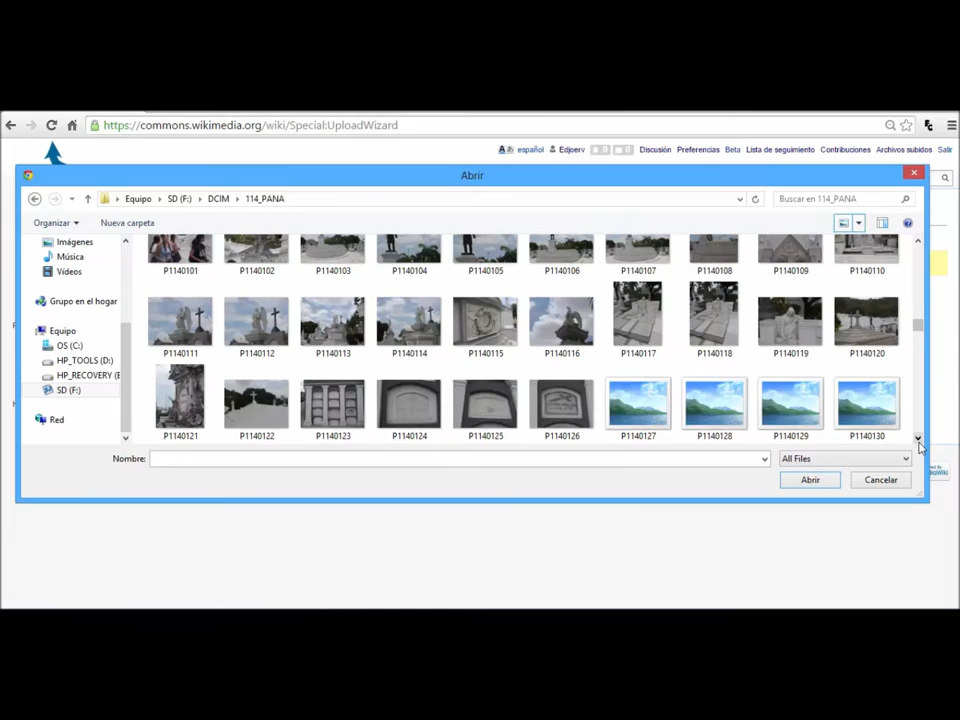 https://commons.wikimedia.org/wiki/Special:UploadWizard
español Edjoerv 0 0 Discusión Preferencias Beta Lista de seguimiento Contribuciones Archivos subidos Salir
Abrir
Equipo SD (F:) DCIM 114_PANA
Buscar en 114_PANA
Organizar Nueva carpeta
Imágenes
Música
Vídeos
Grupo en el hogar
Equipo
OS (C:)
HP_TOOLS (D:)
HP_RECOVERY (E
SD (F:)
Red
P1140101 P1140102 P1140103 P1140104 P1140105 P1140106 P1140107 P1140108 P1140109 P1140110
P1140111 P1140112 P1140113 P1140114 P1140115 P1140116 P1140117 P1140118 P1140119 P1140120
P1140121 P1140122 P1140123 P1140124 P1140125 P1140126 P1140127 P1140128 P1140129 P1140130
Nombre:
All Files
Abrir Cancelar